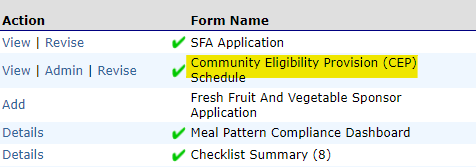 Action Form Name
View | Revise SFA Application
View | Admin | Revise Community Eligibility Provision (CEP)
Schedule
Add Fresh Fruit And Vegetable Sponsor
Application
Details Meal Pattern Compliance Dashboard
Details Checklist Summary (8)